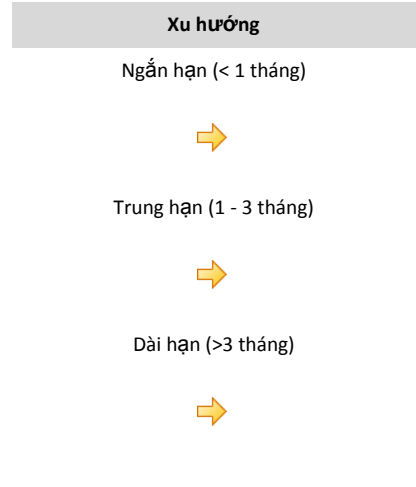 Xu hướng
Ngắn hạn (< 1 tháng)
Trung hạn (1 - 3 tháng)
Dài hạn (>3 tháng)